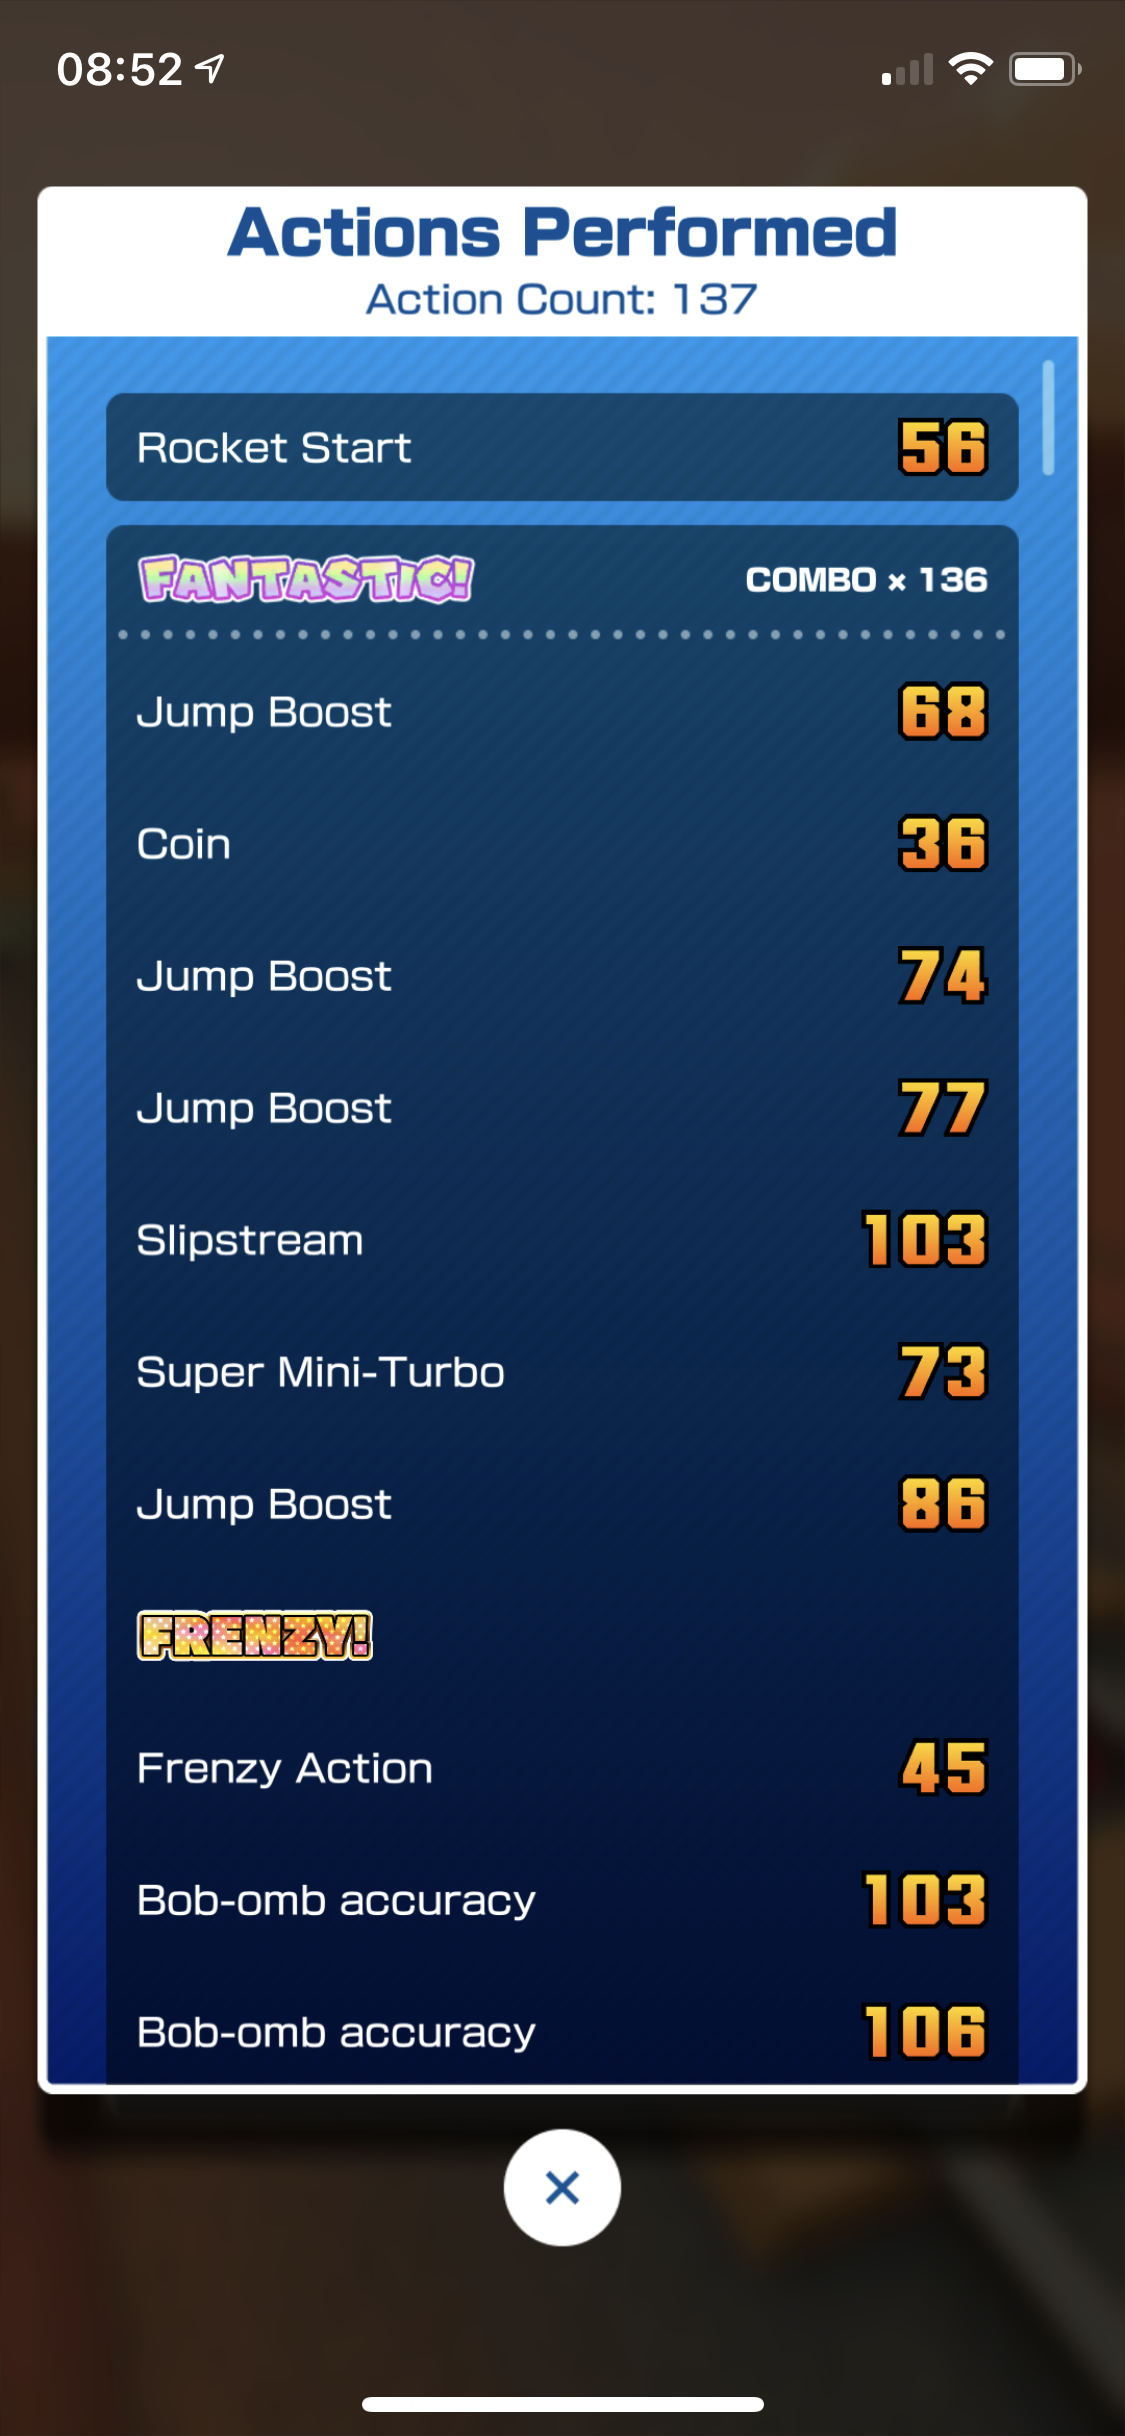 08:52
Actions Performed
Action Count: 137
Rocket Start 56
FANTASTIC! COMBO × 136
Jump Boost 68
Coin 36
Jump Boost 74
Jump Boost 77
Slipstream 103
Super Mini-Turbo 73
Jump Boost 86
FRENZY!
Frenzy Action 45
Bob-omb accuracy 103
Bob-omb accuracy 106